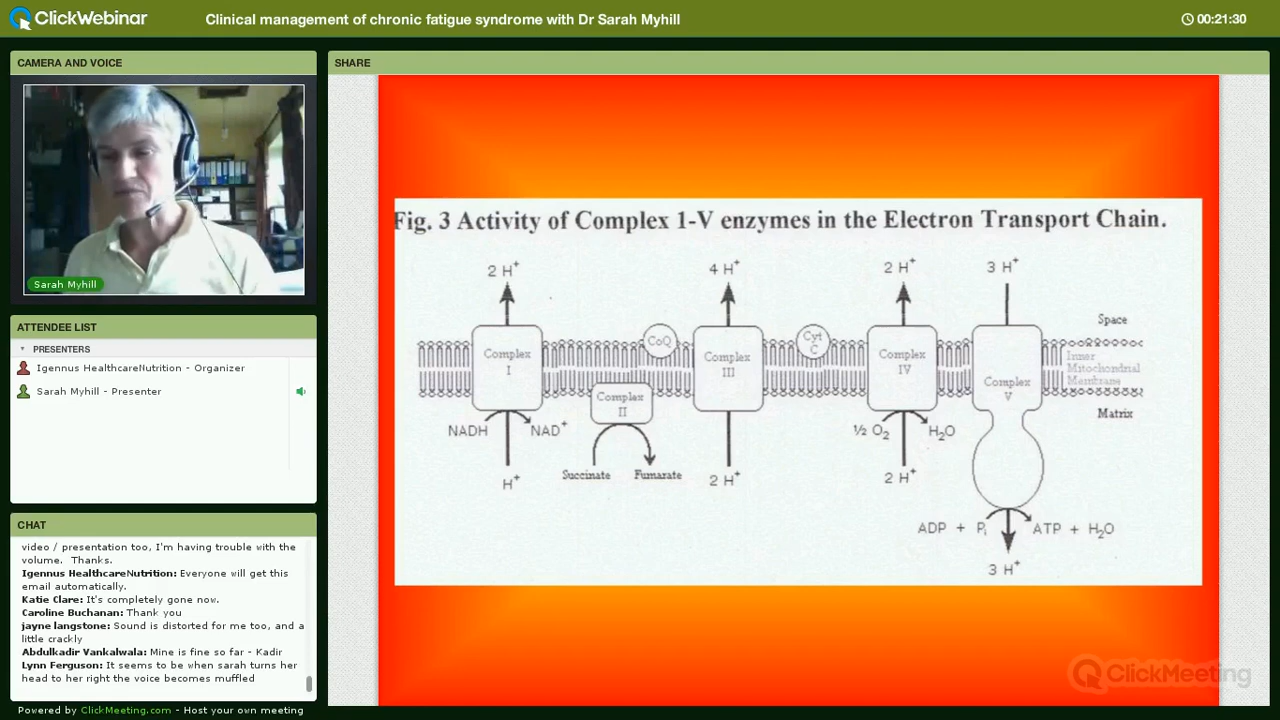 ClickWebinar
Clinical management of chronic fatigue syndrome with Dr Sarah Myhill
00:21:30
CAMERA AND VOICE
Sarah Myhill
ATTENDEE LIST
PRESENTERS
Igennus HealthcareNutrition - Organizer
Sarah Myhill - Presenter
CHAT
video / presentation too, I'm having trouble with the
volume. Thanks.
Igennus HealthcareNutrition: Everyone will get this
email automatically.
Katie Clare: It's completely gone now.
Caroline Buchanan: Thank you
jayne langstone: Sound is distorted for me too, and a
little crackly
Abdulkadir Vankalwala: Mine is fine so far - Kadir
Lynn Ferguson: It seems to be when sarah turns her
head to her right the voice becomes muffled
Powered by ClickMeeting.com - Host your own meeting
SHARE
Fig. 3 Activity of Complex 1-V enzymes in the Electron Transport Chain.
2 H⁺ 4 H⁺ 2 H⁺ 3 H⁺
Space
CoQ
Cyt
C
Complex
I
Complex
III
Complex
IV
Inner
Mitochondrial
Membrane
Complex
V
Complex
II
Matrix
NADH NAD⁺
½ O₂ H₂O
Succinate Fumarate
H⁺ 2 H⁺ 2 H⁺
ADP + Pi ATP + H₂O
3 H⁺
ClickMeeting